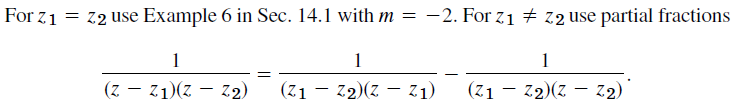 For z₁ = z₂ use Example 6 in Sec. 14.1 with m = −2. For z₁ ≠ z₂ use partial fractions
1/((z − z₁)(z − z₂)) = 1/((z₁ − z₂)(z − z₁)) − 1/((z₁ − z₂)(z − z₂)).